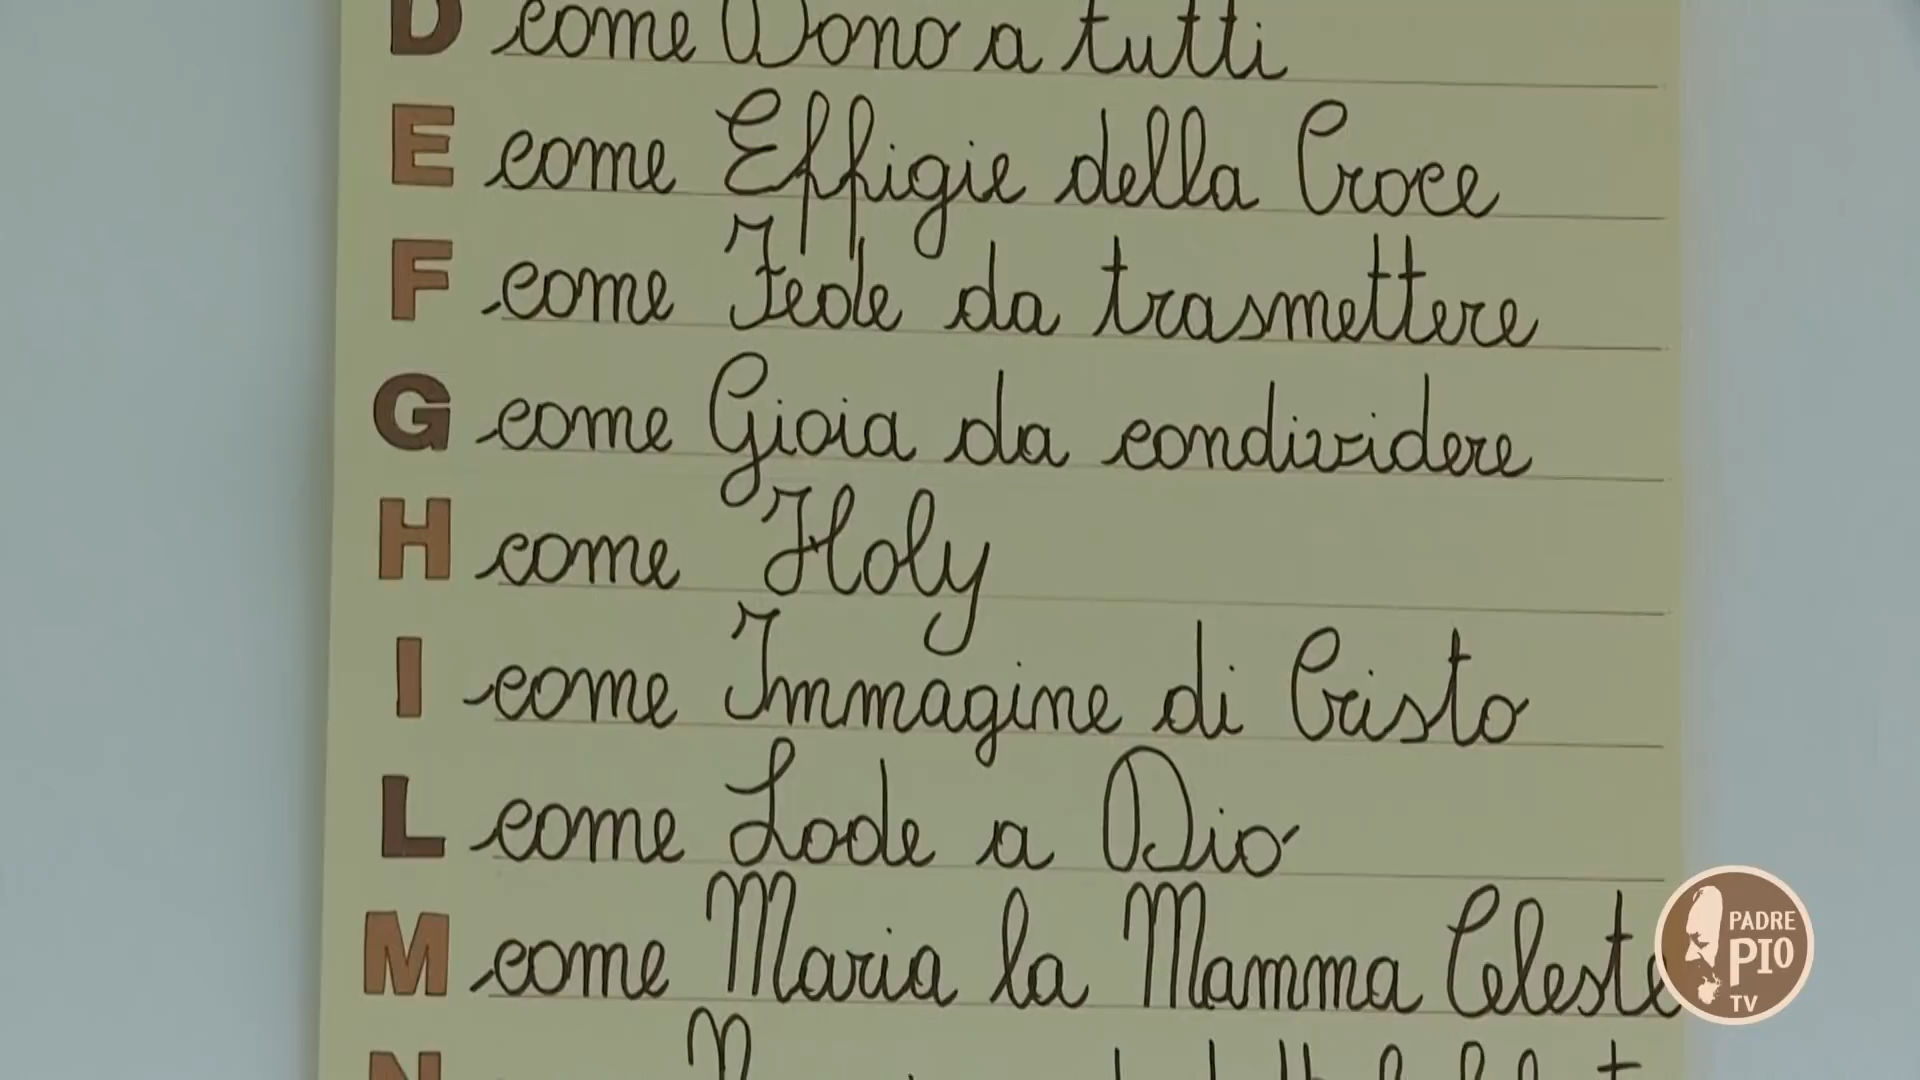 D come Dono a tutti
E come Effigie della Croce
F come Fede da trasmettere
G come Gioia da condividere
H come Holy
I come Immagine di Cristo
L come Lode a Dio
M come Maria la Mamma Celeste
N
PADRE
PIO
TV